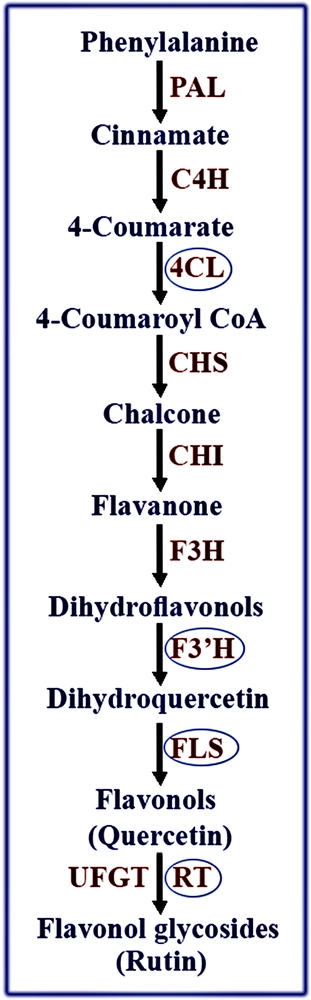 Phenylalanine
PAL
Cinnamate
C4H
4-Coumarate
4CL
4-Coumaroyl CoA
CHS
Chalcone
CHI
Flavanone
F3H
Dihydroflavonols
F3’H
Dihydroquercetin
FLS
Flavonols
(Quercetin)
UFGT RT
Flavonol glycosides
(Rutin)